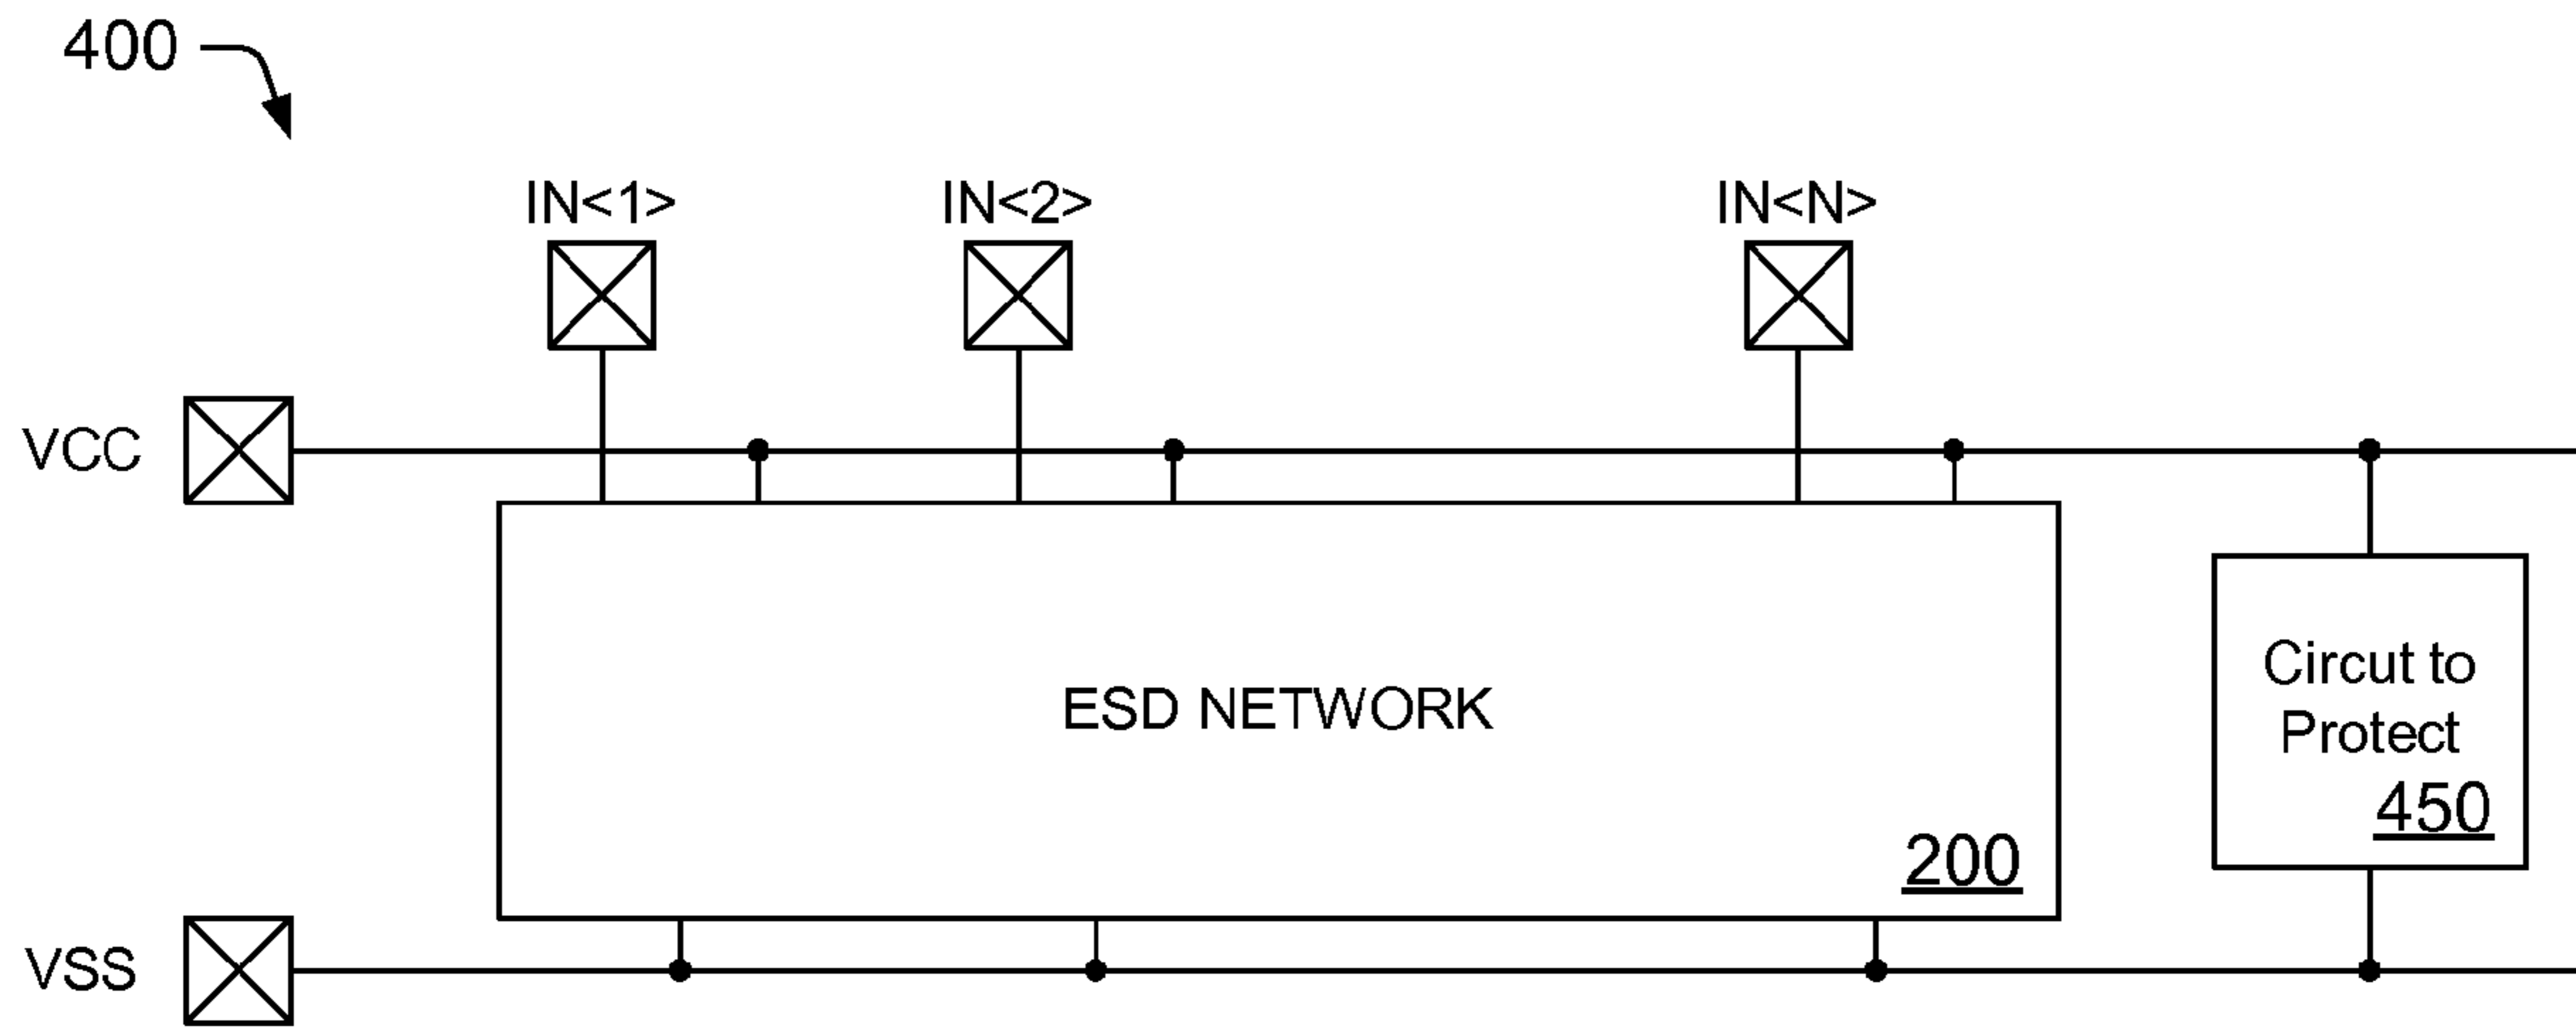 400
IN<1> IN<2> IN<N>
VCC
Circut to
Protect
450
ESD NETWORK
200
VSS